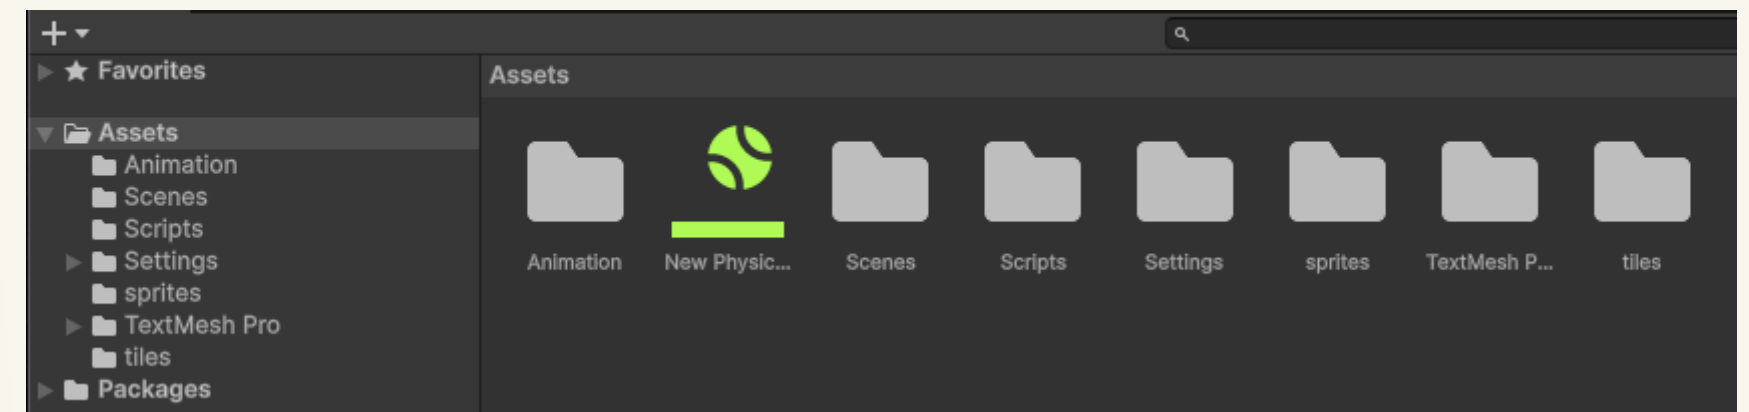 Favorites
Assets
Animation
Scenes
Scripts
Settings
sprites
TextMesh Pro
tiles
Packages
Assets
Animation
New Physic...
Scenes
Scripts
Settings
sprites
TextMesh P...
tiles